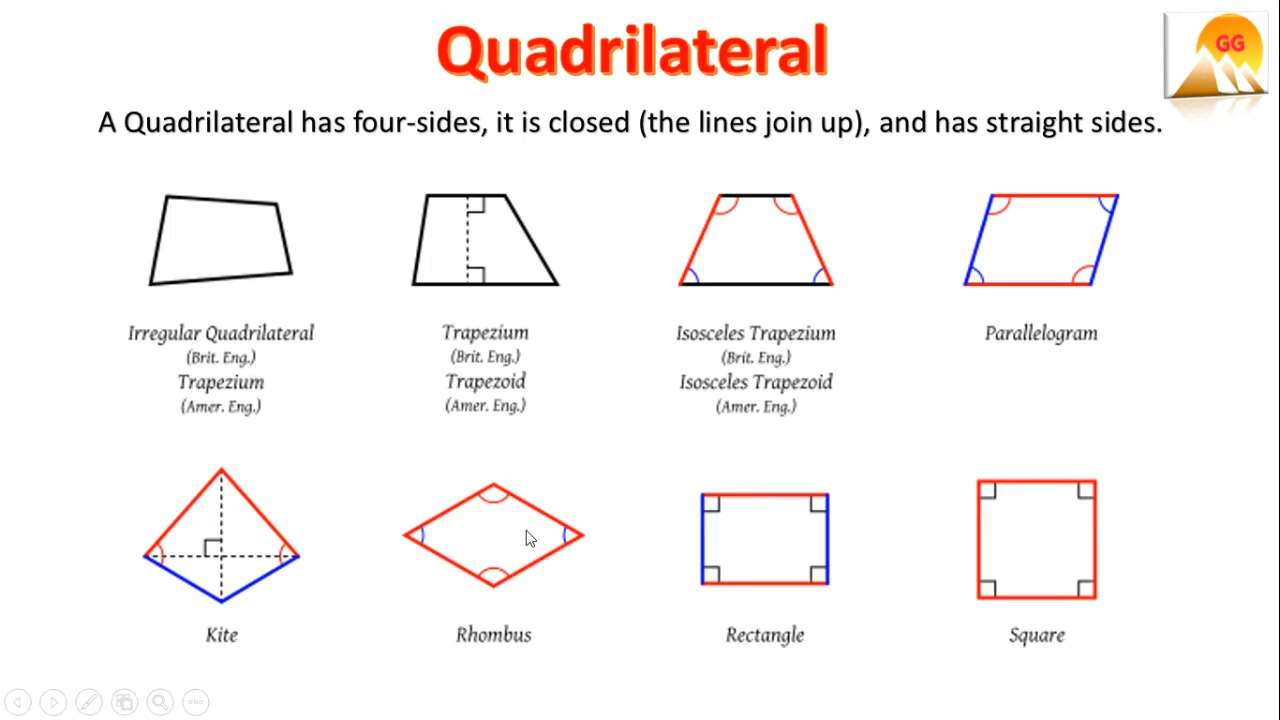 Quadrilateral
GG
A Quadrilateral has four-sides, it is closed (the lines join up), and has straight sides.
Irregular Quadrilateral
(Brit. Eng.)
Trapezium
(Amer. Eng.)
Trapezium
(Brit. Eng.)
Trapezoid
(Amer. Eng.)
Isosceles Trapezium
(Brit. Eng.)
Isosceles Trapezoid
(Amer. Eng.)
Parallelogram
Kite
Rhombus
Rectangle
Square